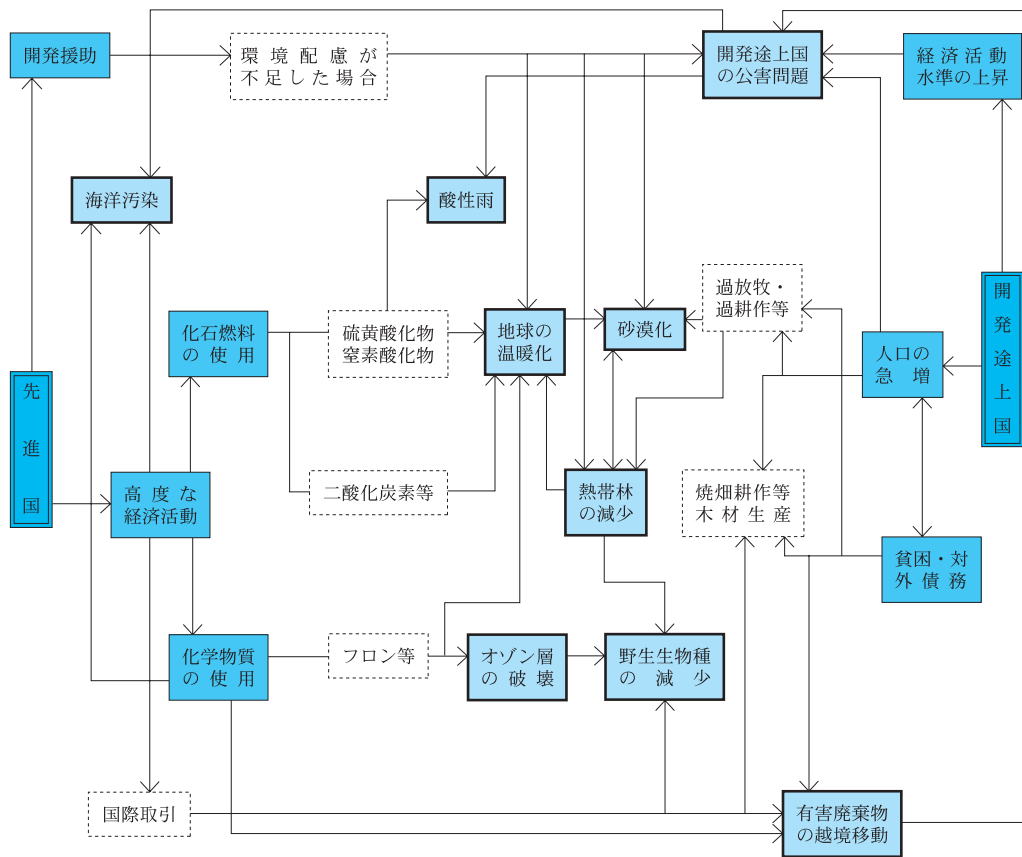 開発援助
環境配慮が
不足した場合
開発途上国
の公害問題
経済活動
水準の上昇
海洋汚染
酸性雨
化石燃料
の使用
硫黄酸化物
窒素酸化物
地球の
温暖化
砂漠化
過放牧・
過耕作等
人口の
急増
開発途上国
先進国
高度な
経済活動
二酸化炭素等
熱帯林
の減少
焼畑耕作等
木材生産
貧困・対
外債務
化学物質
の使用
フロン等
オゾン層
の破壊
野生生物種
の減少
国際取引
有害廃棄物
の越境移動